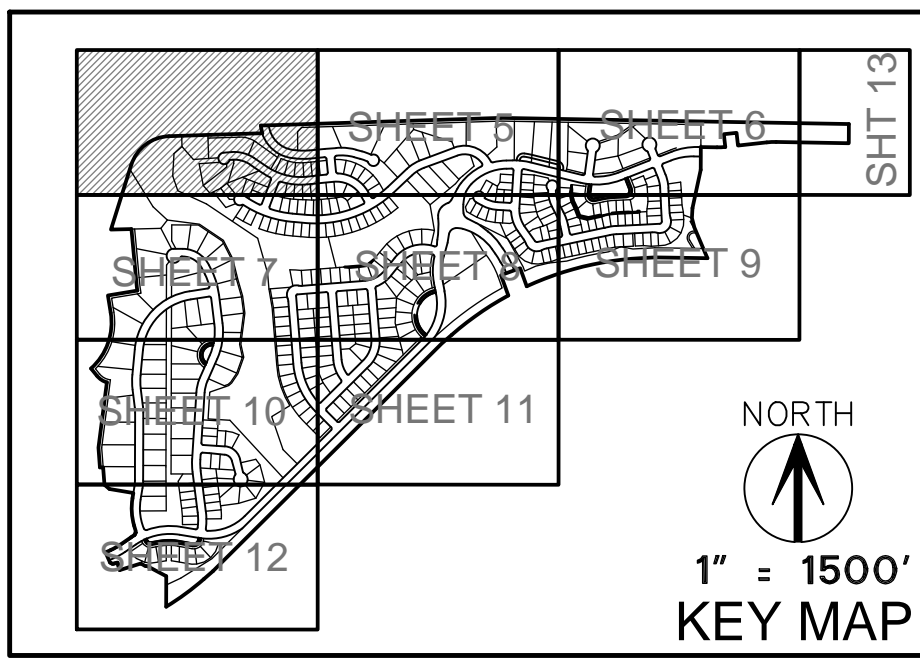 SHEET 5
SHEET 6
SHT 13
SHEET 7
SHEET 8
SHEET 9
SHEET 10
SHEET 11
NORTH
SHEET 12
1" = 1500'
KEY MAP